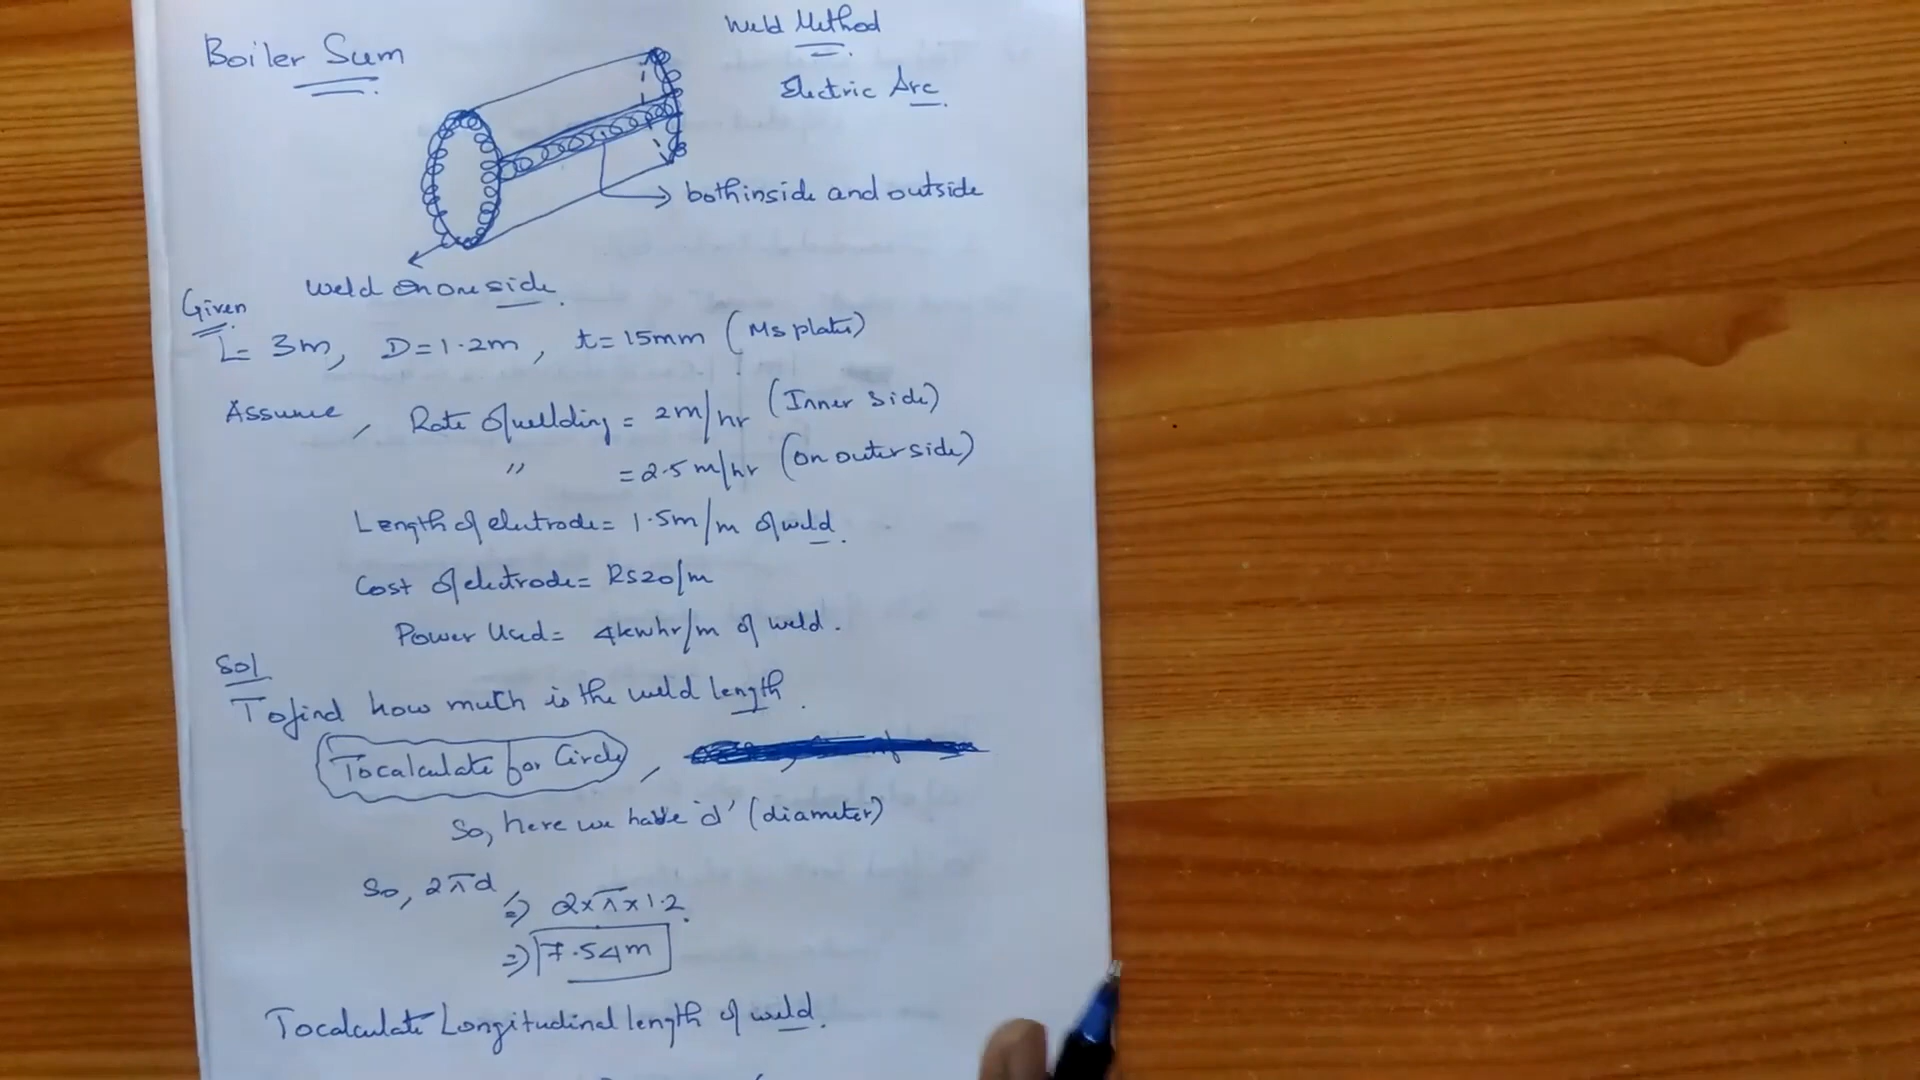 Boiler Sum
Weld Method
Electric Arc
both inside and outside
Weld on one side.
Given
L= 3m, D=1.2m, t=15mm (Ms plate)
Assume, Rate of wellding = 2m/hr (Inner side)
" = 2.5 m/hr (on outer side)
Length of electrode= 1.5m/m of weld.
Cost of electrode= RS20/m
Power Used= 4kwhr/m of weld.
Sol
To find how much is the weld length.
To calculate for Circle,
So, here we have 'd' (diameter)
So, 2πd
⇒ 2×π×1.2.
⇒ 7.54m
To calculate Longitudinal length of weld.